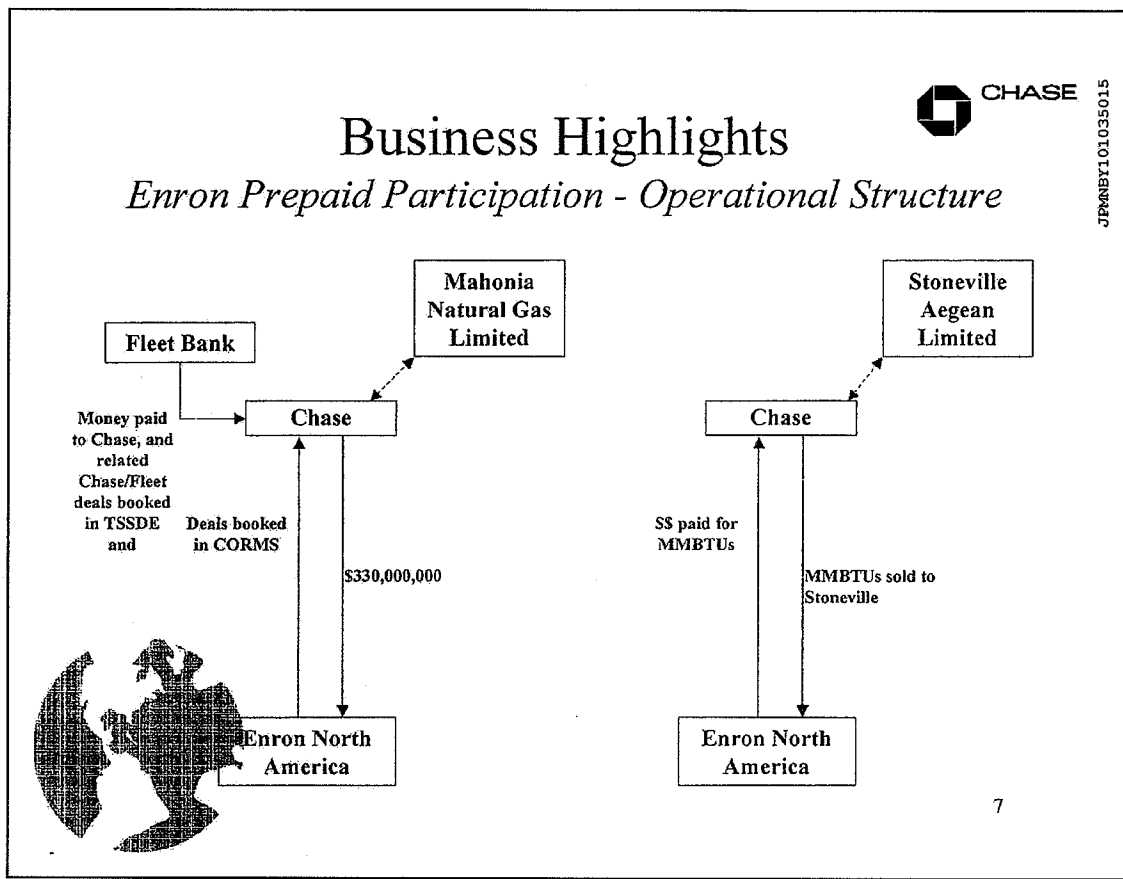 CHASE
JPMNBY101035015
Business Highlights
Enron Prepaid Participation - Operational Structure
Mahonia
Natural Gas
Limited
Fleet Bank
Chase
Money paid
to Chase, and
related
Chase/Fleet
deals booked
in TSSDE
and
Deals booked
in CORMS
$330,000,000
Enron North
America
Stoneville
Aegean
Limited
Chase
S$ paid for
MMBTUs
MMBTUs sold to
Stoneville
Enron North
America
7